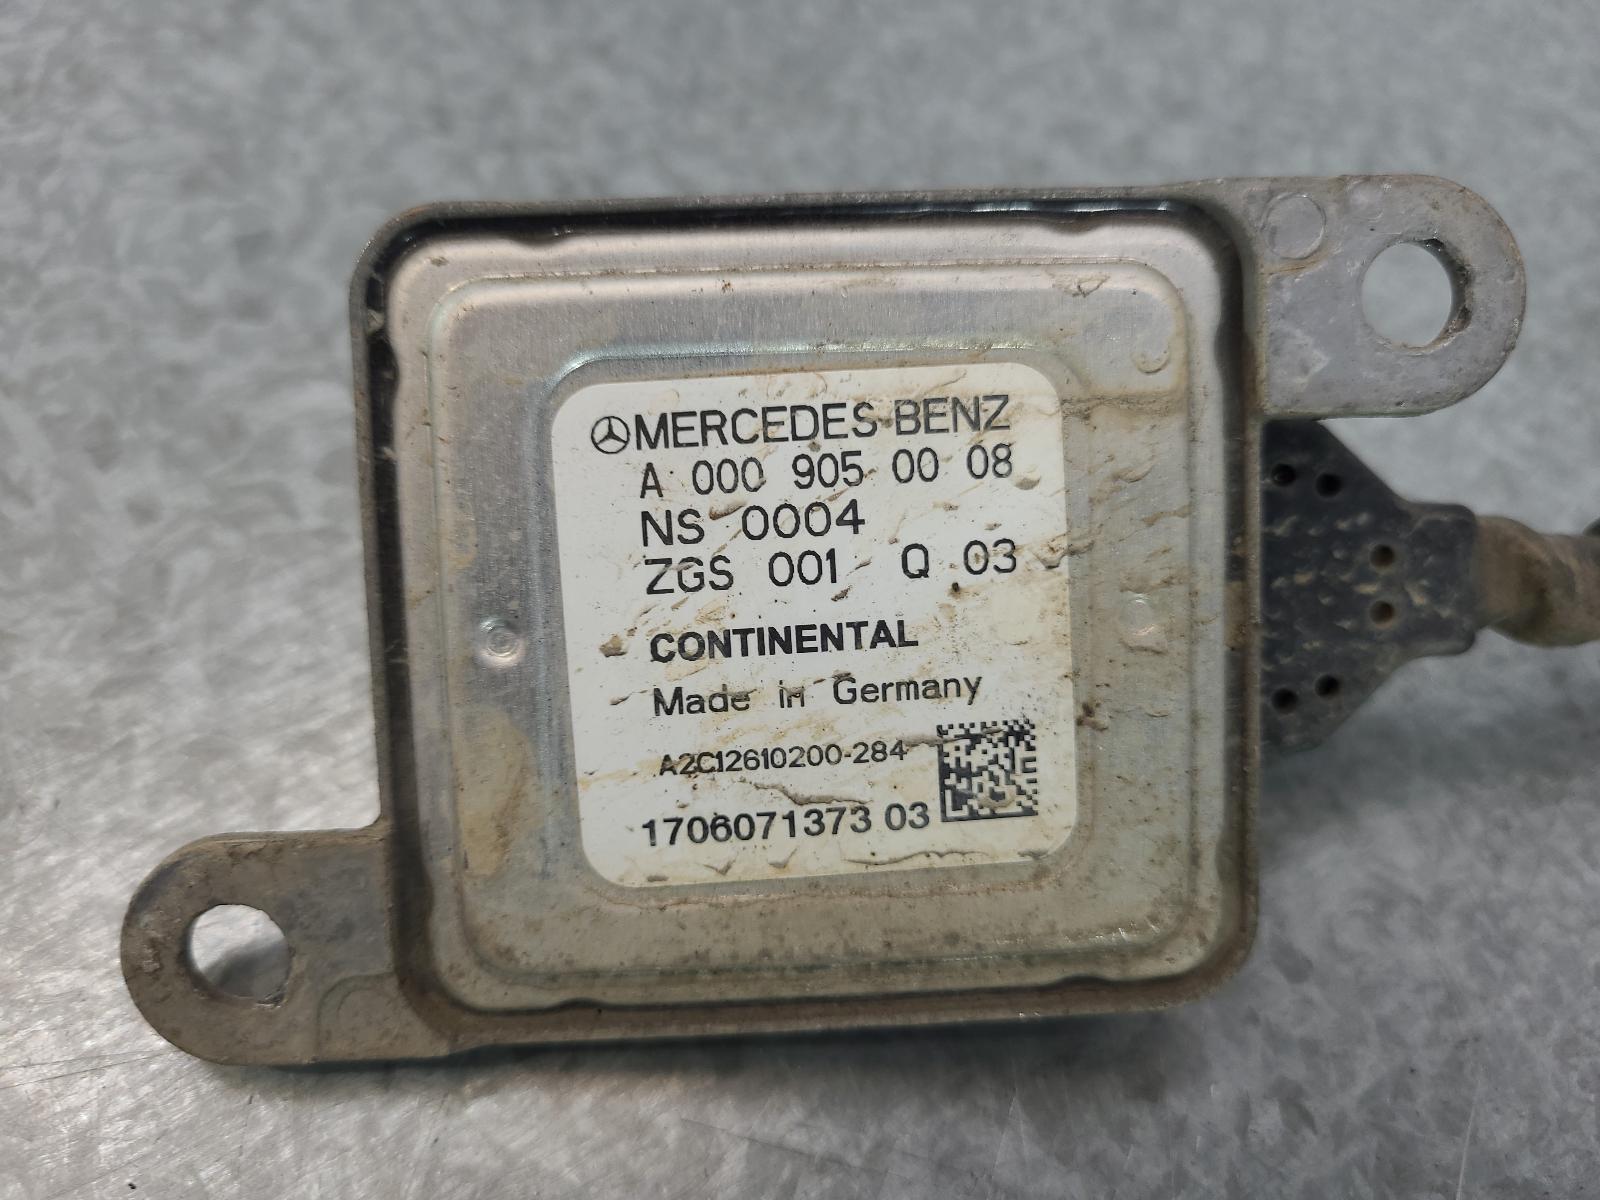 MERCEDES-BENZ
A 000 905 00 08
NS 0004
ZGS 001 Q 03
CONTINENTAL
Made in Germany
A2C12610200-284
1706071373 03